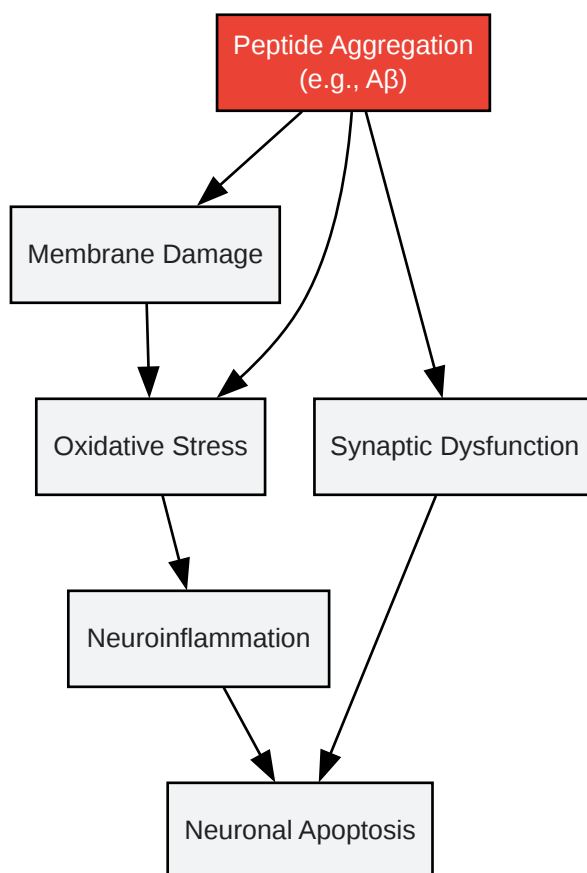 Peptide Aggregation
(e.g., Aβ)
Membrane Damage
Oxidative Stress
Synaptic Dysfunction
Neuroinflammation
Neuronal Apoptosis